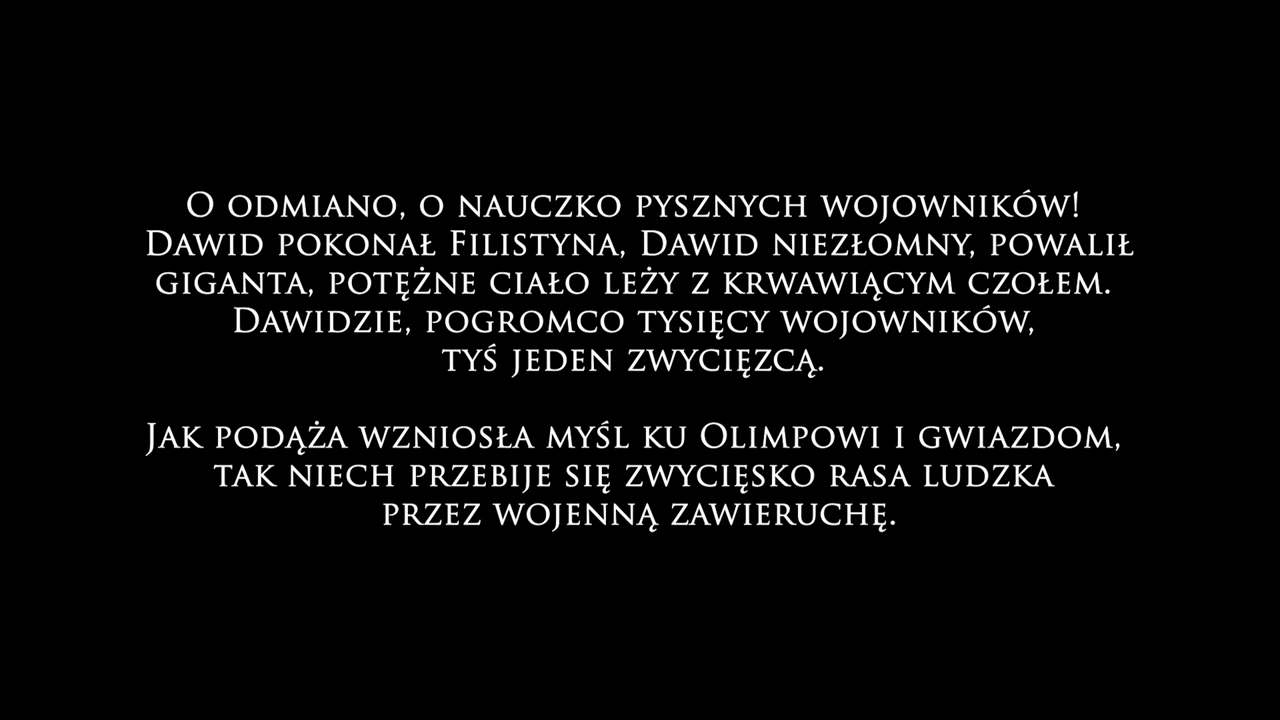 O odmiano, o nauczko pysznych wojowników!
Dawid pokonał Filistyna, Dawid niezłomny, powalił
giganta, potężne ciało leży z krwawiącym czołem.
Dawidzie, pogromco tysięcy wojowników,
tyś jeden zwycięzcą.
Jak podąża wzniosła myśl ku Olimpowi i gwiazdom,
tak niech przebije się zwycięsko rasa ludzka
przez wojenną zawieruchę.